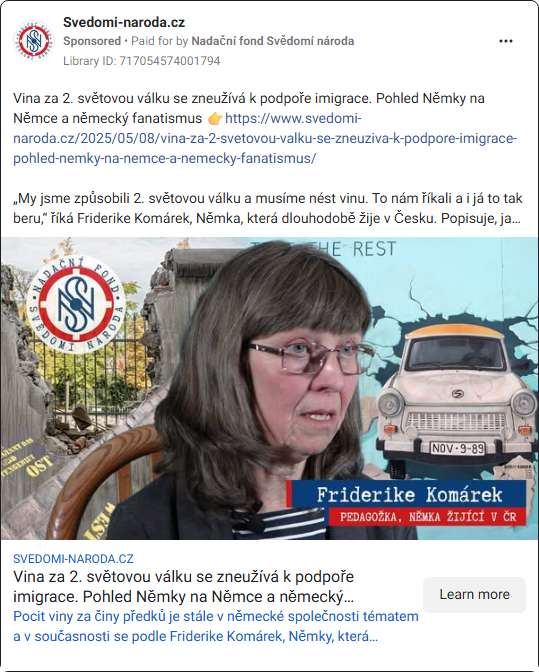 Svedomi-naroda.cz
Sponsored • Paid for by Nadační fond Svědomí národa
Library ID: 717054574001794
Vina za 2. světovou válku se zneužívá k podpoře imigrace. Pohled Němky na
Němce a německý fanatismus 👉https://www.svedomi-
naroda.cz/2025/05/08/vina-za-2-svetovou-valku-se-zneuziva-k-podpore-imigrace-
pohled-nemky-na-nemce-a-nemecky-fanatismus/
„My jsme způsobili 2. světovou válku a musíme nést vinu. To nám říkali a i já to tak
beru,“ říká Friderike Komárek, Němka, která dlouhodobě žije v Česku. Popisuje, ja…
THE REST
NADAČNÍ FOND
SVĚDOMÍ NÁRODA
NOV•9-89
OST
WEST
Friderike Komárek
PEDAGOŽKA, NĚMKA ŽIJÍCÍ V ČR
SVEDOMI-NARODA.CZ
Vina za 2. světovou válku se zneužívá k podpoře
imigrace. Pohled Němky na Němce a německý…
Learn more
Pocit viny za činy předků je stále v německé společnosti tématem
a v současnosti se podle Friderike Komárek, Němky, která…